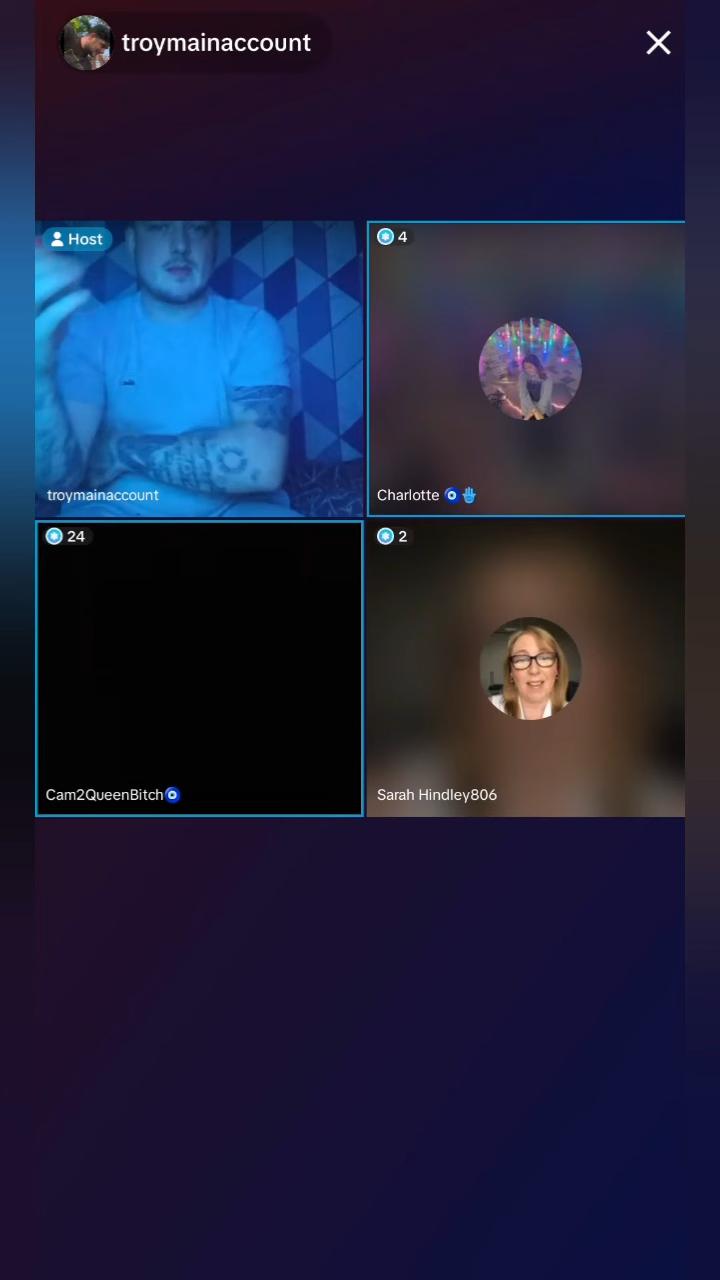 troymainaccount
Host
4
troymainaccount
Charlotte 🧿🪬
24
2
Cam2QueenBitch🧿
Sarah Hindley806